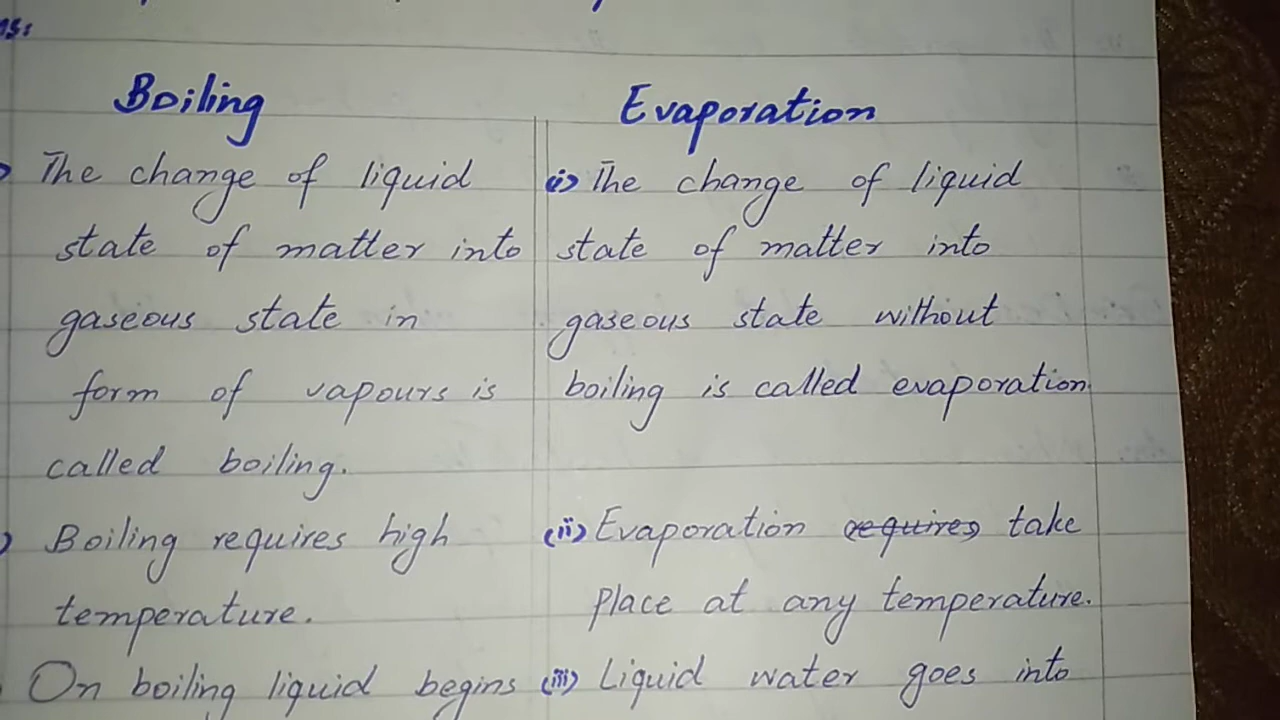 ns:
Boiling
The change of liquid
state of matter into
gaseous state in
form of vapours is
called boiling.
Boiling requires high
temperature.
On boiling liquid begins
Evaporation
(i) The change of liquid
state of matter into
gaseous state without
boiling is called evaporation
(ii) Evaporation requires take
place at any temperature.
(iii) Liquid water goes into